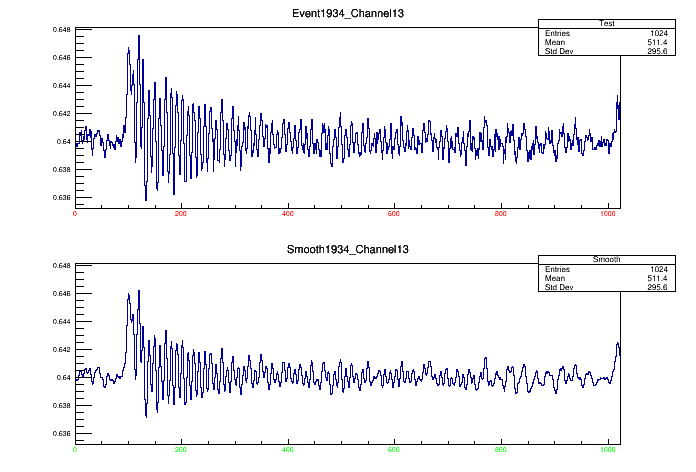 Event1934_Channel13
Test
Entries 1024
Mean 511.4
Std Dev 295.6
0.648
0.646
0.644
0.642
0.64
0.638
0.636
0 200 400 600 800 1000
Smooth1934_Channel13
Smooth
Entries 1024
Mean 511.4
Std Dev 295.6
0.648
0.646
0.644
0.642
0.64
0.638
0.636
0 200 400 600 800 1000